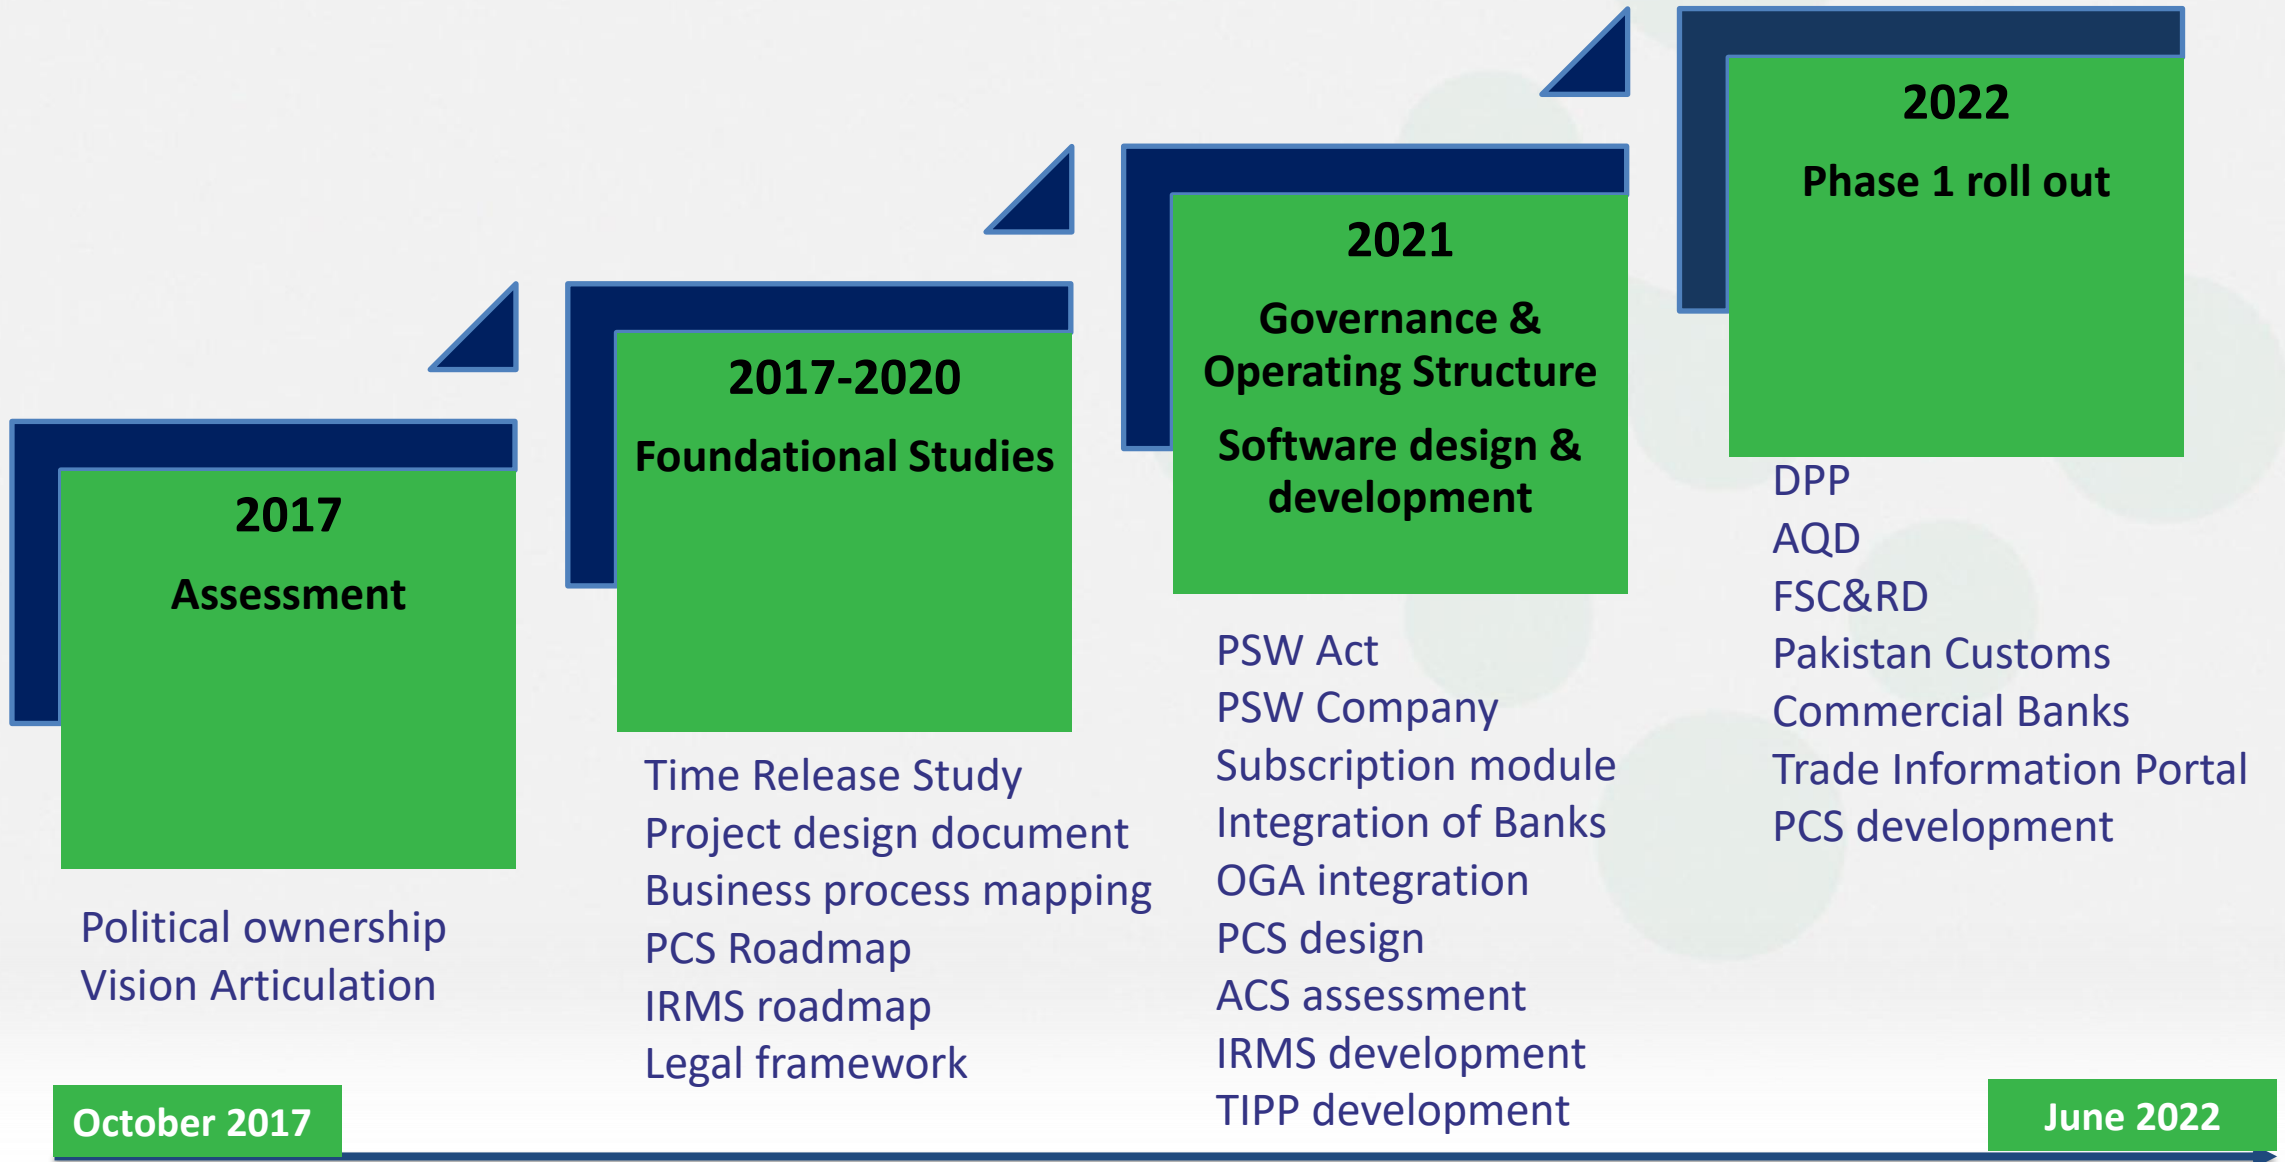 2017
Assessment
Political ownership
Vision Articulation
2017-2020
Foundational Studies
Time Release Study
Project design document
Business process mapping
PCS Roadmap
IRMS roadmap
Legal framework
2021
Governance &
Operating Structure
Software design &
development
PSW Act
PSW Company
Subscription module
Integration of Banks
OGA integration
PCS design
ACS assessment
IRMS development
TIPP development
2022
Phase 1 roll out
DPP
AQD
FSC&RD
Pakistan Customs
Commercial Banks
Trade Information Portal
PCS development
October 2017
June 2022